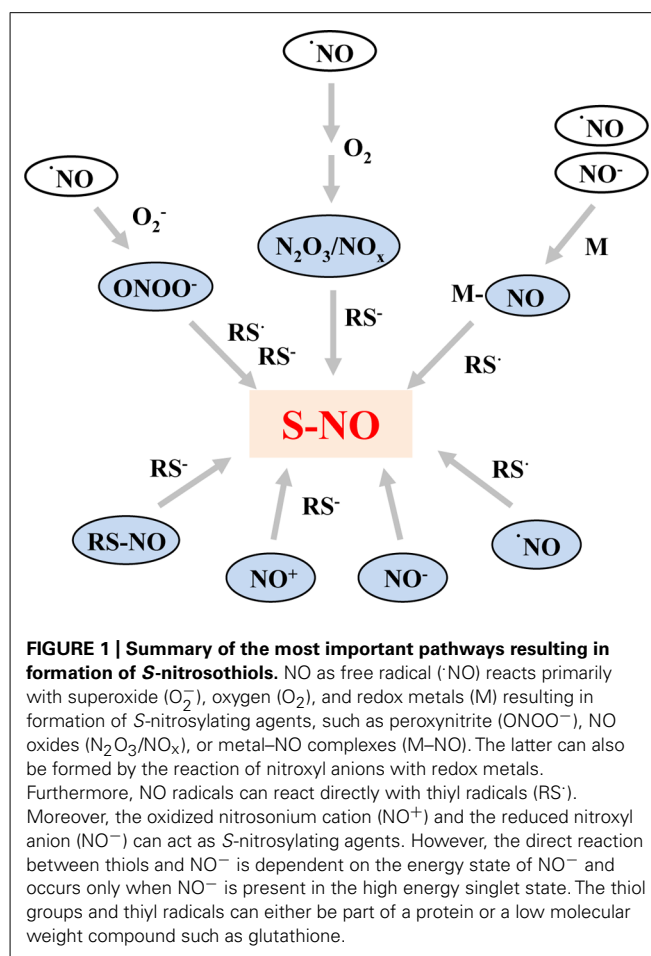 ˙NO
˙NO
O₂
NO⁻
˙NO
O₂⁻
M
N₂O₃/NOₓ
ONOO⁻
M- NO
RS˙
RS⁻
RS⁻
RS˙
S-NO
RS⁻
RS⁻
RS˙
RS-NO
NO⁺
NO⁻
˙NO
FIGURE 1 | Summary of the most important pathways resulting in
formation of S-nitrosothiols. NO as free radical (˙NO) reacts primarily
with superoxide (O₂⁻), oxygen (O₂), and redox metals (M) resulting in
formation of S-nitrosylating agents, such as peroxynitrite (ONOO⁻), NO
oxides (N₂O₃/NOₓ), or metal–NO complexes (M–NO). The latter can also
be formed by the reaction of nitroxyl anions with redox metals.
Furthermore, NO radicals can react directly with thiyl radicals (RS˙).
Moreover, the oxidized nitrosonium cation (NO⁺) and the reduced nitroxyl
anion (NO⁻) can act as S-nitrosylating agents. However, the direct reaction
between thiols and NO⁻ is dependent on the energy state of NO⁻ and
occurs only when NO⁻ is present in the high energy singlet state. The thiol
groups and thiyl radicals can either be part of a protein or a low molecular
weight compound such as glutathione.